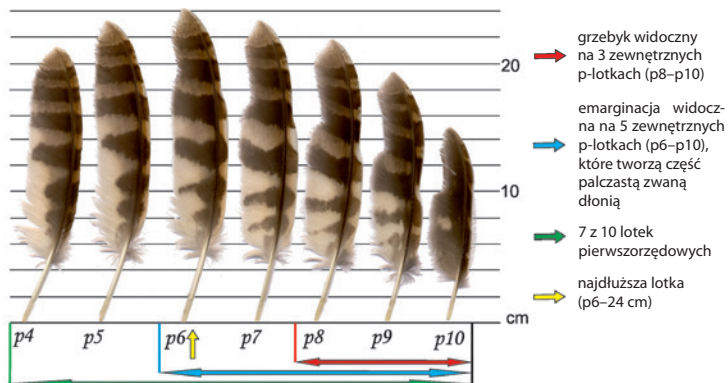 20
10
cm
p4 p5 p6 p7 p8 p9 p10
grzebyk widoczny
na 3 zewnętrznych
p-lotkach (p8–p10)
emarginacja widocz-
na na 5 zewnętrznych
p-lotkach (p6–p10),
które tworzą część
palczastą zwaną
dłonią
7 z 10 lotek
pierwszorzędowych
najdłuższa lotka
(p6–24 cm)